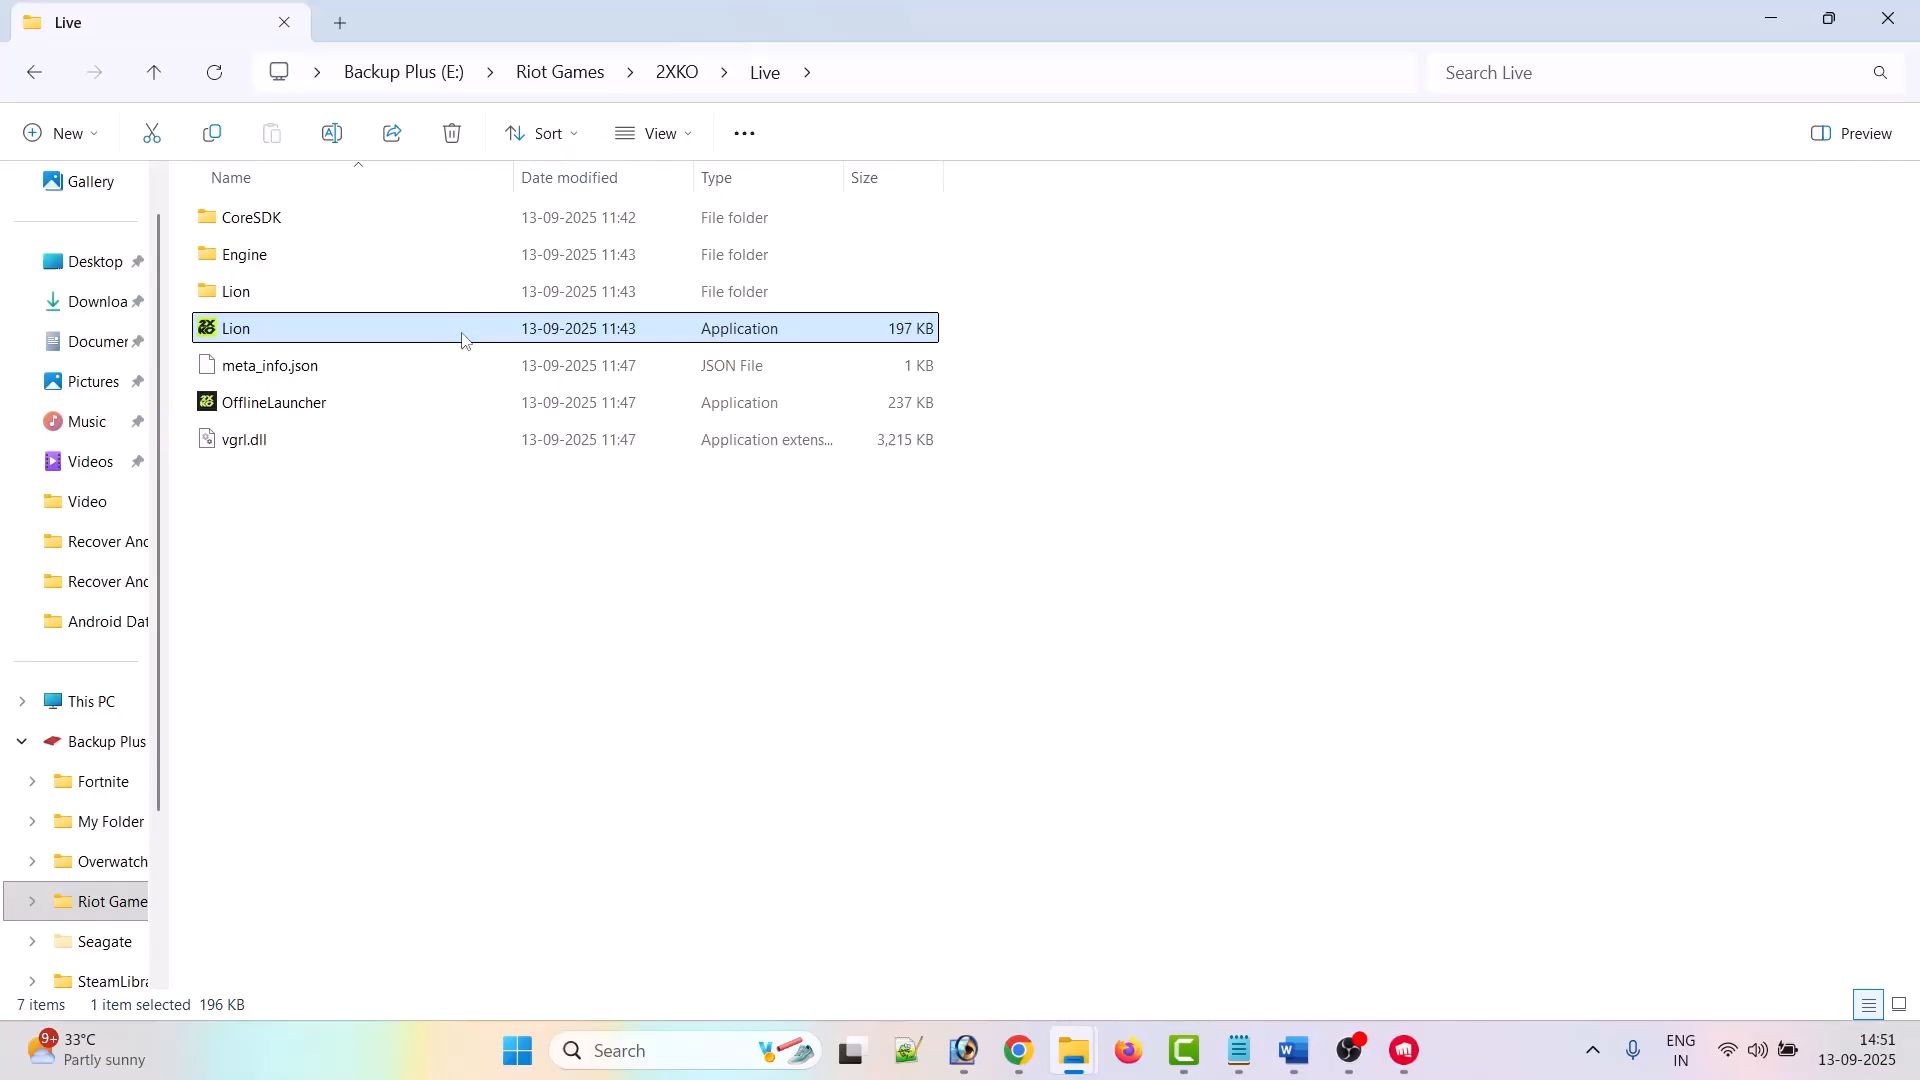 Live
Backup Plus (E:) Riot Games 2XKO Live
Search Live
New Sort View Preview
Name Date modified Type Size
CoreSDK 13-09-2025 11:42 File folder
Engine 13-09-2025 11:43 File folder
Lion 13-09-2025 11:43 File folder
Lion 13-09-2025 11:43 Application 197 KB
meta_info.json 13-09-2025 11:47 JSON File 1 KB
OfflineLauncher 13-09-2025 11:47 Application 237 KB
vgrl.dll 13-09-2025 11:47 Application extens... 3,215 KB
Gallery
Desktop
Downloa
Documer
Pictures
Music
Videos
Video
Recover Anc
Recover Anc
Android Dat
This PC
Backup Plus
Fortnite
My Folder
Overwatch
Riot Game
Seagate
SteamLibra
7 items 1 item selected 196 KB
9+ 33°C
Partly sunny
Search
ENG
IN
14:51
13-09-2025